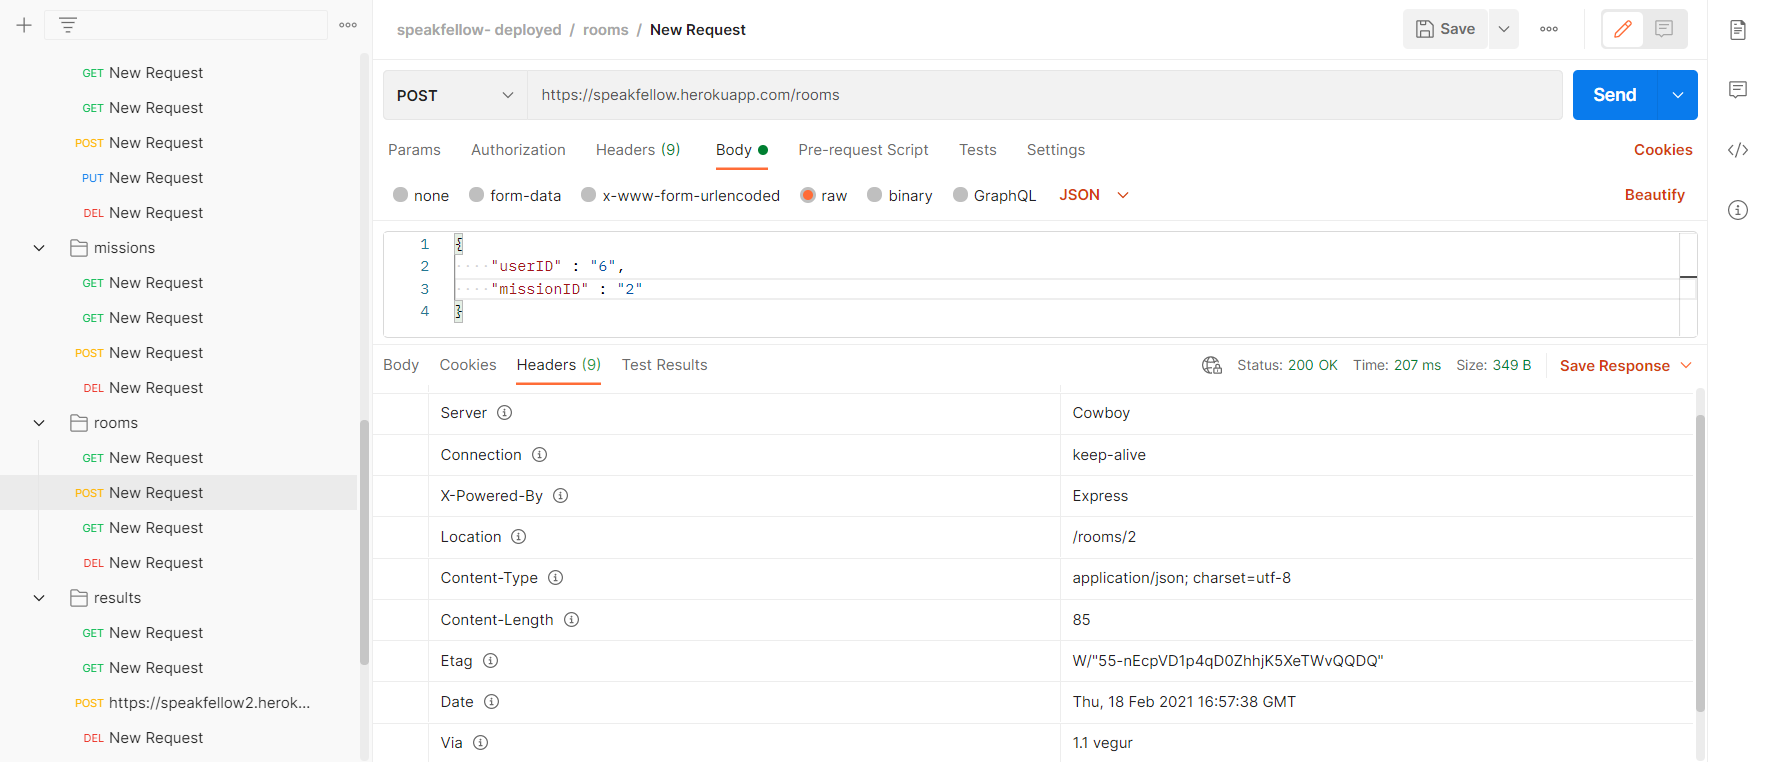 GET New Request
GET New Request
POST New Request
PUT New Request
DEL New Request
missions
GET New Request
GET New Request
POST New Request
DEL New Request
rooms
GET New Request
POST New Request
GET New Request
DEL New Request
results
GET New Request
GET New Request
POST https://speakfellow2.herok...
DEL New Request
speakfellow- deployed / rooms / New Request
Save
POST https://speakfellow.herokuapp.com/rooms Send
Params Authorization Headers (9) Body Pre-request Script Tests Settings Cookies
none form-data x-www-form-urlencoded raw binary GraphQL JSON Beautify
1 {
2 "userID" : "6",
3 "missionID" : "2"
4 }
Body Cookies Headers (9) Test Results Status: 200 OK Time: 207 ms Size: 349 B Save Response
Server Cowboy
Connection keep-alive
X-Powered-By Express
Location /rooms/2
Content-Type application/json; charset=utf-8
Content-Length 85
Etag W/"55-nEcpVD1p4qD0ZhhjK5XeTWvQQDQ"
Date Thu, 18 Feb 2021 16:57:38 GMT
Via 1.1 vegur